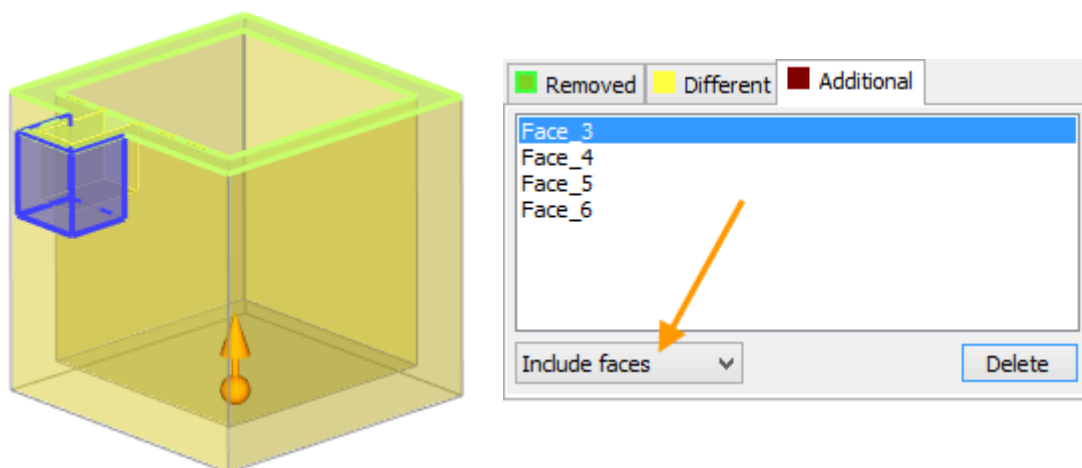 Removed Different Additional
Face_3
Face_4
Face_5
Face_6
Include faces Delete